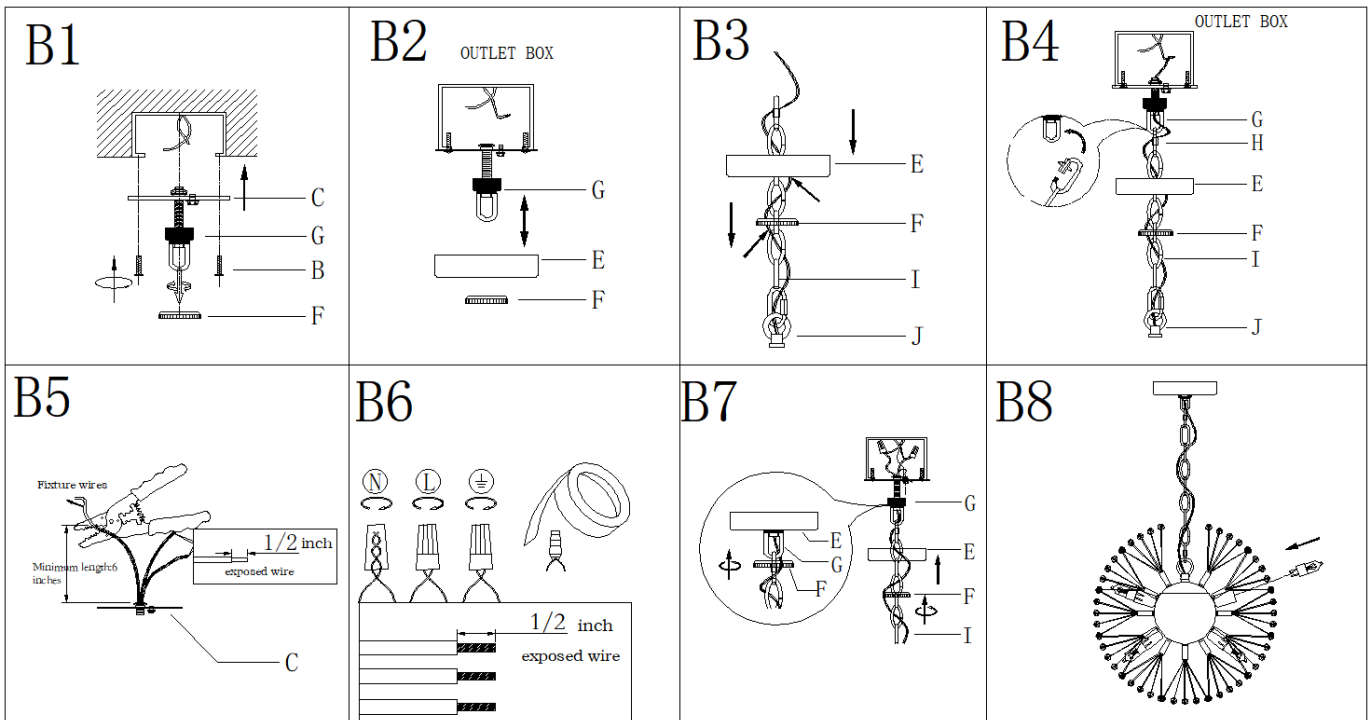 B1
C
G
B
F
B2
OUTLET BOX
G
E
F
B3
E
F
I
J
B4
OUTLET BOX
G
H
E
F
I
J
B5
Fixture wires
1/2 inch
exposed wire
Minimum length:6
inches
C
B6
N L
1/2 inch
exposed wire
B7
G
E
G
F
E
F
I
B8